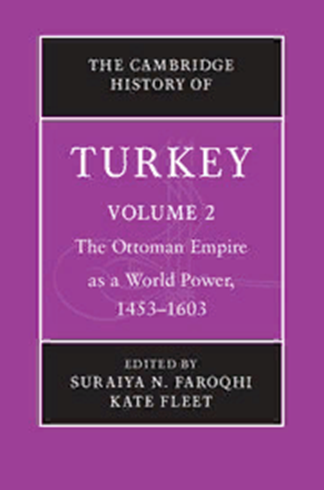 THE CAMBRIDGE
HISTORY OF
TURKEY
VOLUME 2
The Ottoman Empire
as a World Power,
1453–1603
EDITED BY
SURAIYA N. FAROQHI
KATE FLEET